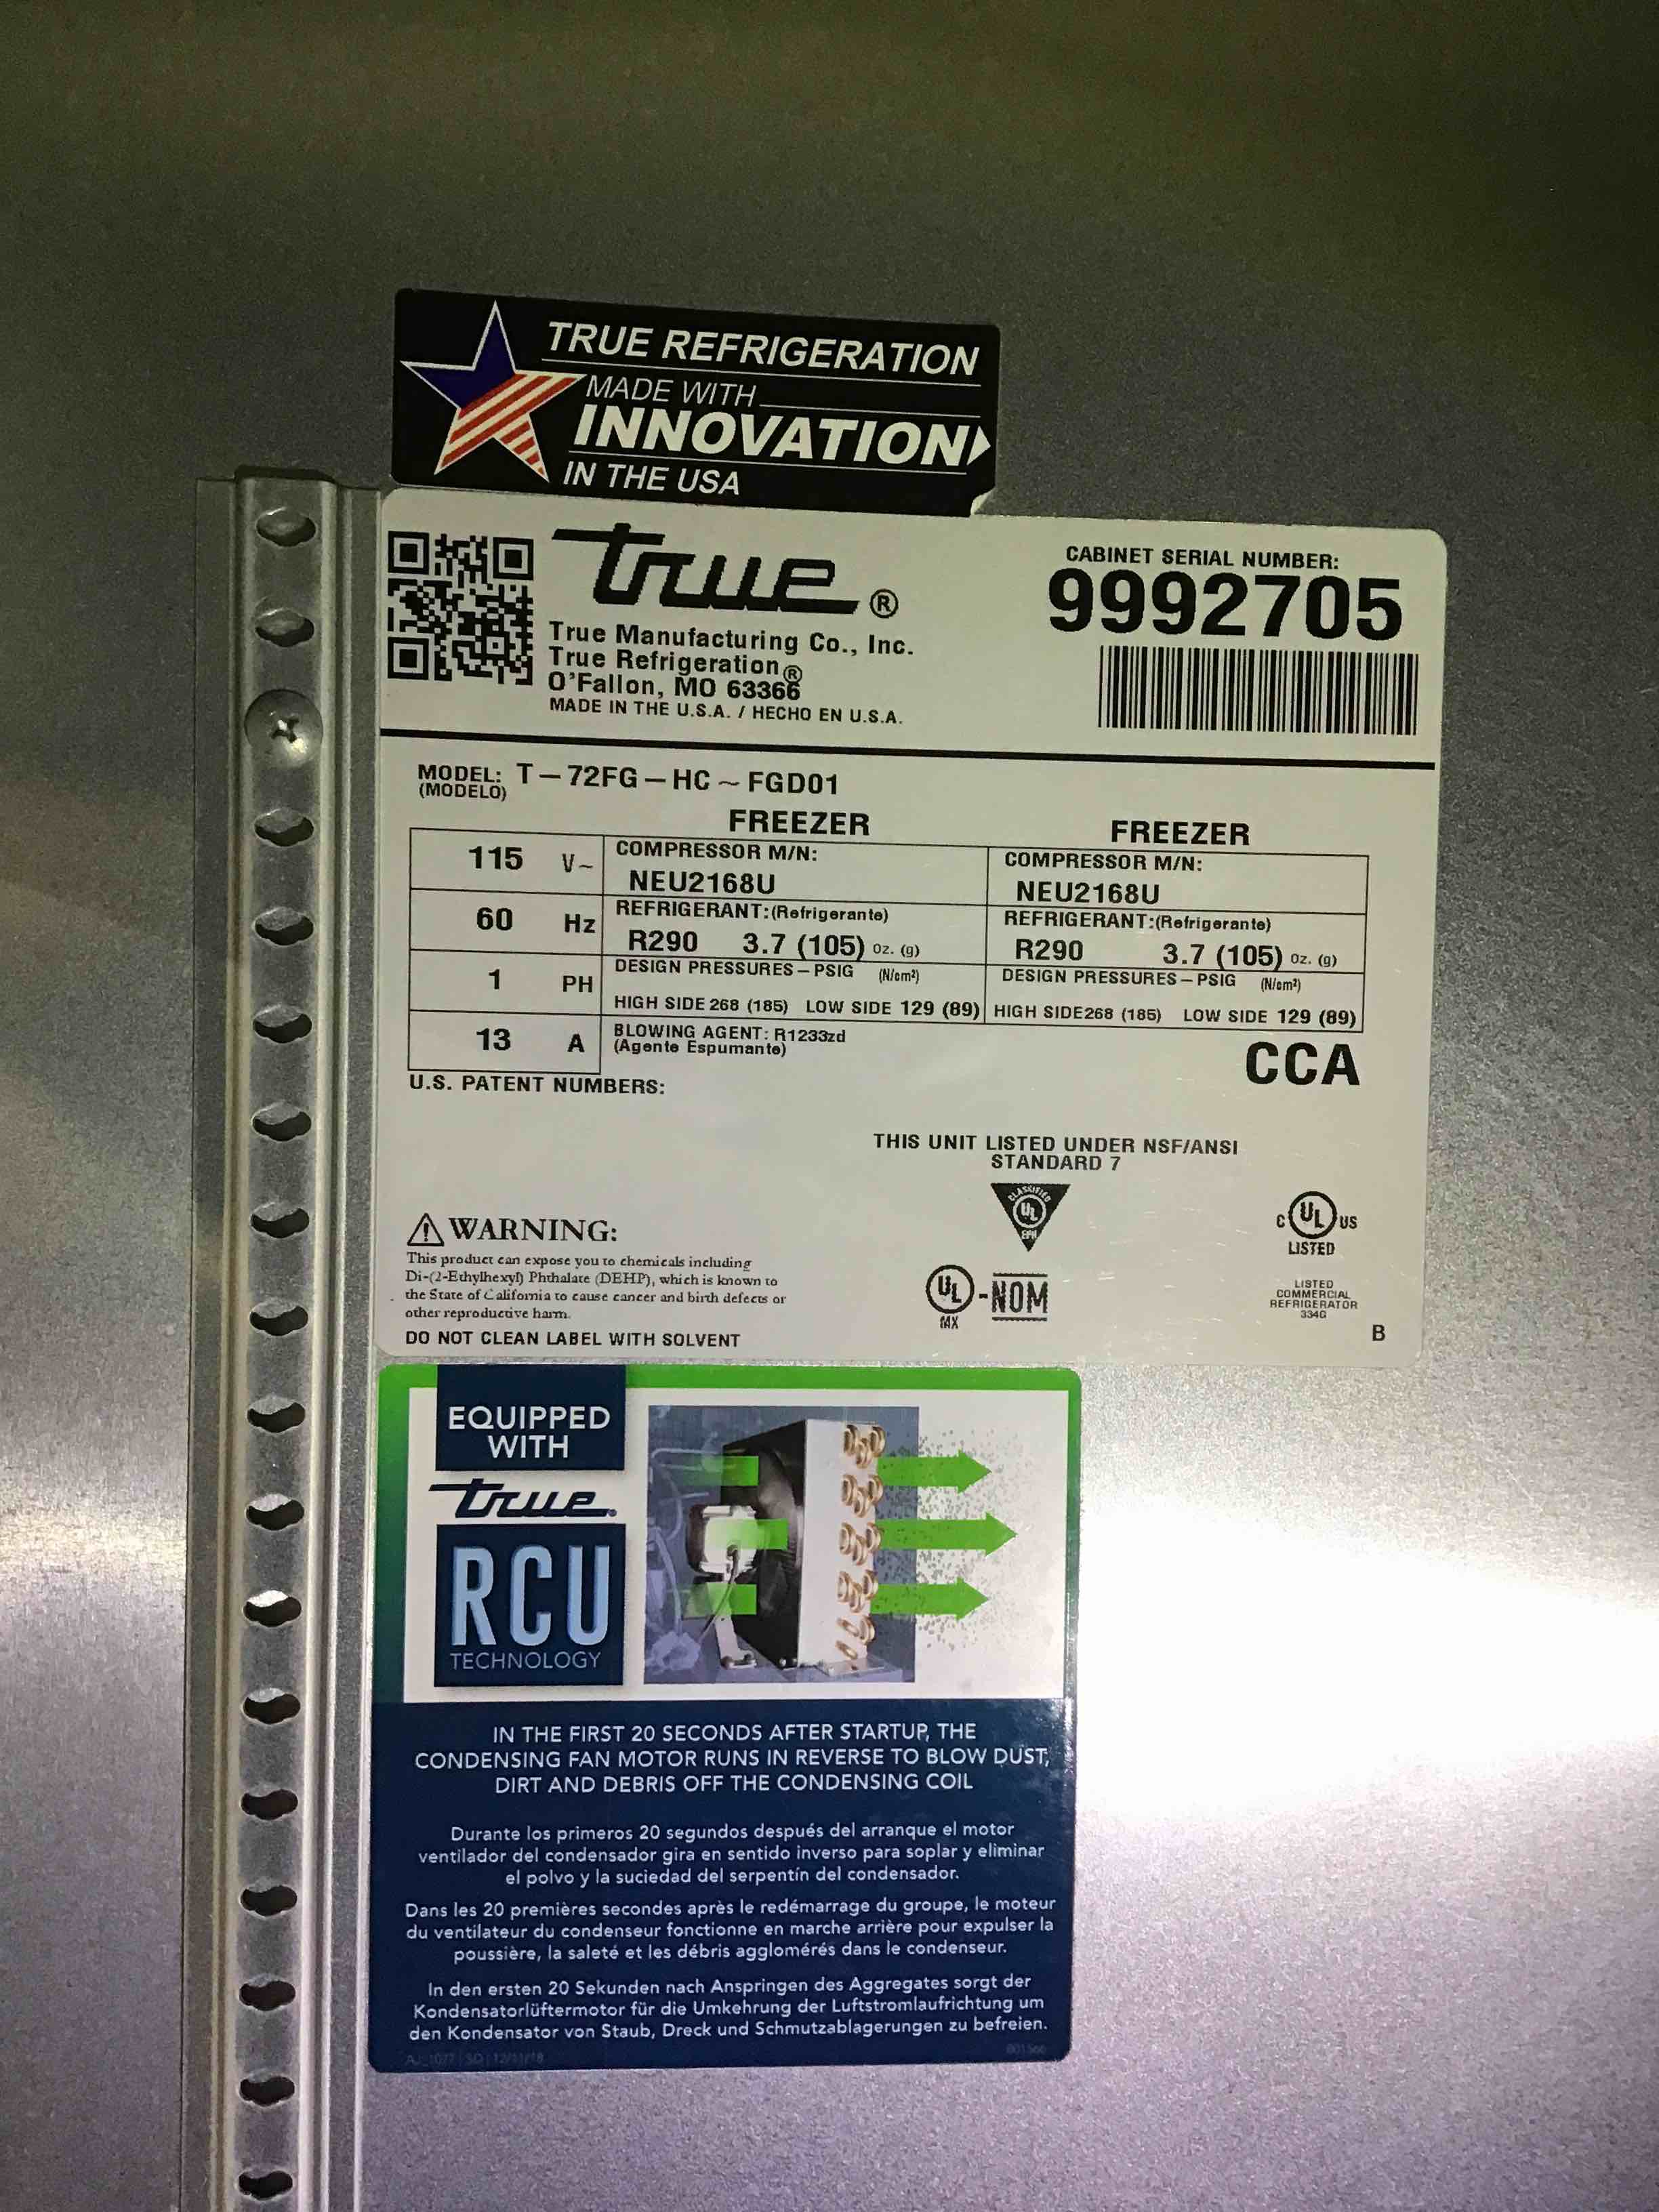 TRUE REFRIGERATION
MADE WITH
INNOVATION
IN THE USA
true®
True Manufacturing Co., Inc.
True Refrigeration®
O'Fallon, MO 63366
MADE IN THE U.S.A. / HECHO EN U.S.A.
CABINET SERIAL NUMBER:
9992705
MODEL: T-72FG-HC~FGD01
(MODELO)
FREEZER FREEZER
115 V~
60 Hz
1 PH
13 A
COMPRESSOR M/N:
NEU2168U
REFRIGERANT:(Refrigerante)
R290 3.7 (105) oz. (g)
DESIGN PRESSURES-PSIG (N/cm²)
HIGH SIDE 268 (185) LOW SIDE 129 (89)
COMPRESSOR M/N:
NEU2168U
REFRIGERANT:(Refrigerante)
R290 3.7 (105) oz. (g)
DESIGN PRESSURES-PSIG (N/cm²)
HIGH SIDE268 (185) LOW SIDE 129 (89)
BLOWING AGENT: R1233zd
(Agente Espumante)
CCA
U.S. PATENT NUMBERS:
THIS UNIT LISTED UNDER NSF/ANSI
STANDARD 7
CLASSIFIED
UL
EPH
C UL US
LISTED
UL-NOM
MX
LISTED
COMMERCIAL
REFRIGERATOR
334G
B
⚠ WARNING:
This product can expose you to chemicals including
Di-(2-Ethylhexyl) Phthalate (DEHP), which is known to
the State of California to cause cancer and birth defects or
other reproductive harm.
DO NOT CLEAN LABEL WITH SOLVENT
EQUIPPED
WITH
true®
RCU
TECHNOLOGY
IN THE FIRST 20 SECONDS AFTER STARTUP, THE
CONDENSING FAN MOTOR RUNS IN REVERSE TO BLOW DUST,
DIRT AND DEBRIS OFF THE CONDENSING COIL
Durante los primeros 20 segundos después del arranque el motor
ventilador del condensador gira en sentido inverso para soplar y eliminar
el polvo y la suciedad del serpentín del condensador.
Dans les 20 premières secondes après le redémarrage du groupe, le moteur
du ventilateur du condenseur fonctionne en marche arrière pour expulser la
poussière, la saleté et les débris agglomérés dans le condenseur.
In den ersten 20 Sekunden nach Anspringen des Aggregates sorgt der
Kondensatorlüftermotor für die Umkehrung der Luftstromlaufrichtung um
den Kondensator von Staub, Dreck und Schmutzablagerungen zu befreien.